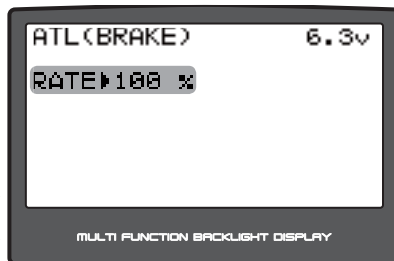 ATL(BRAKE) 6.3v
RATE▶100 %
MULTI FUNCTION BACKLIGHT DISPLAY